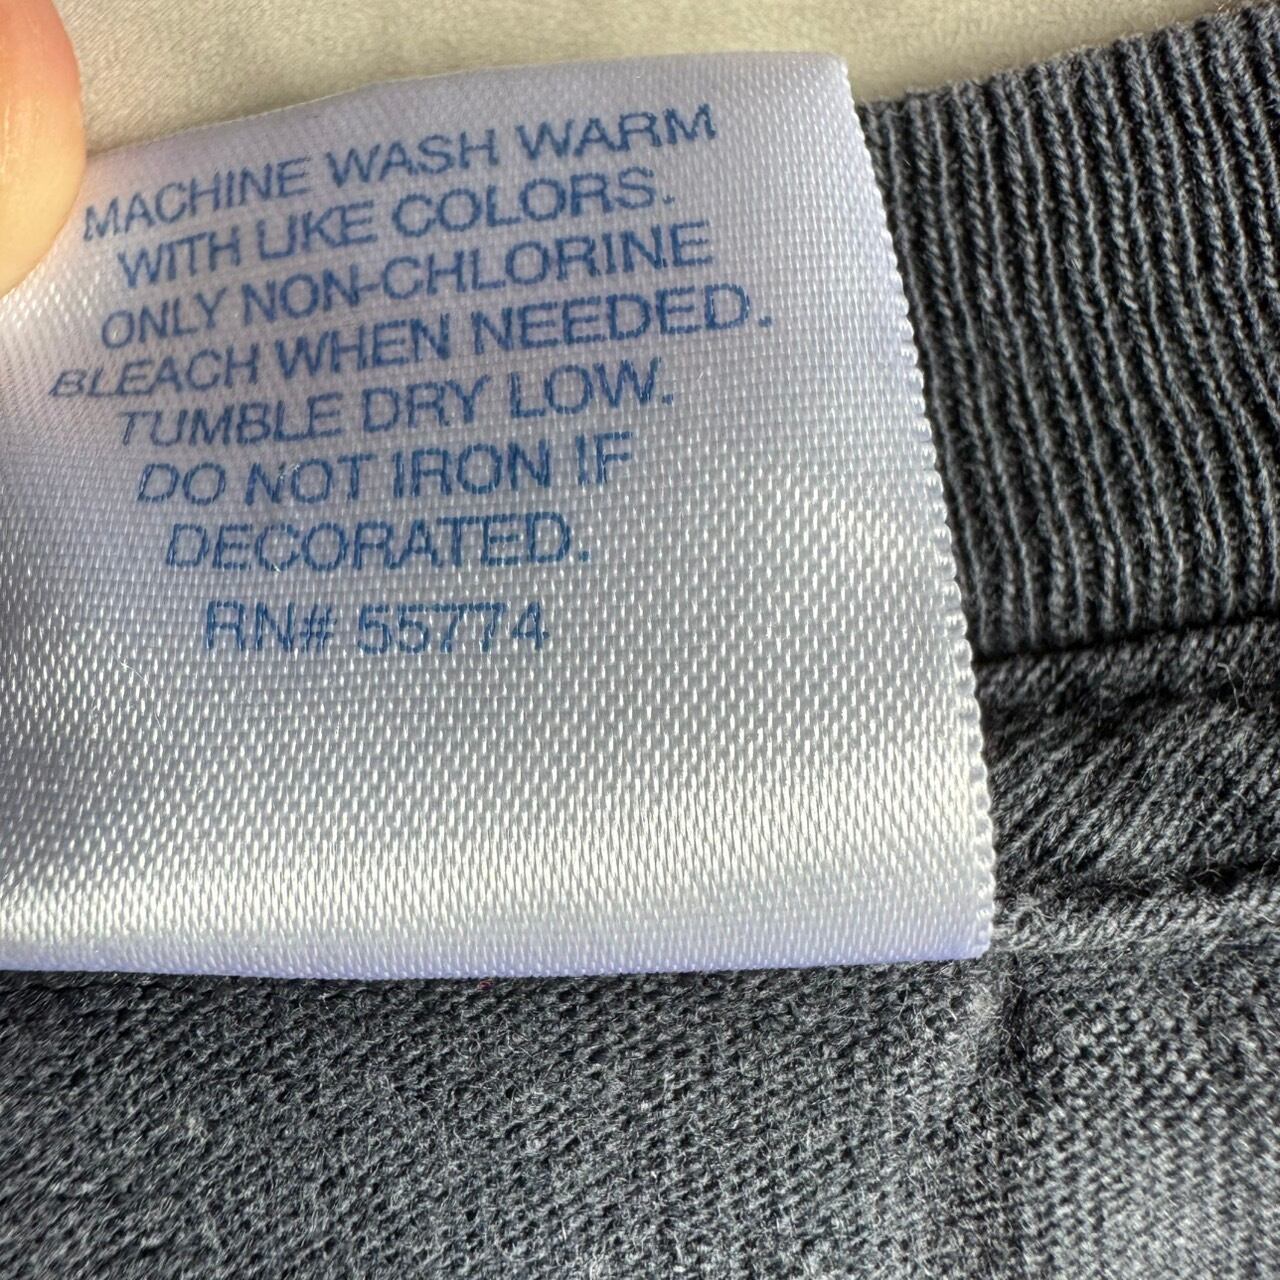 MACHINE WASH WARM
WITH LIKE COLORS.
ONLY NON-CHLORINE
BLEACH WHEN NEEDED.
TUMBLE DRY LOW.
DO NOT IRON IF
DECORATED.
RN# 55774